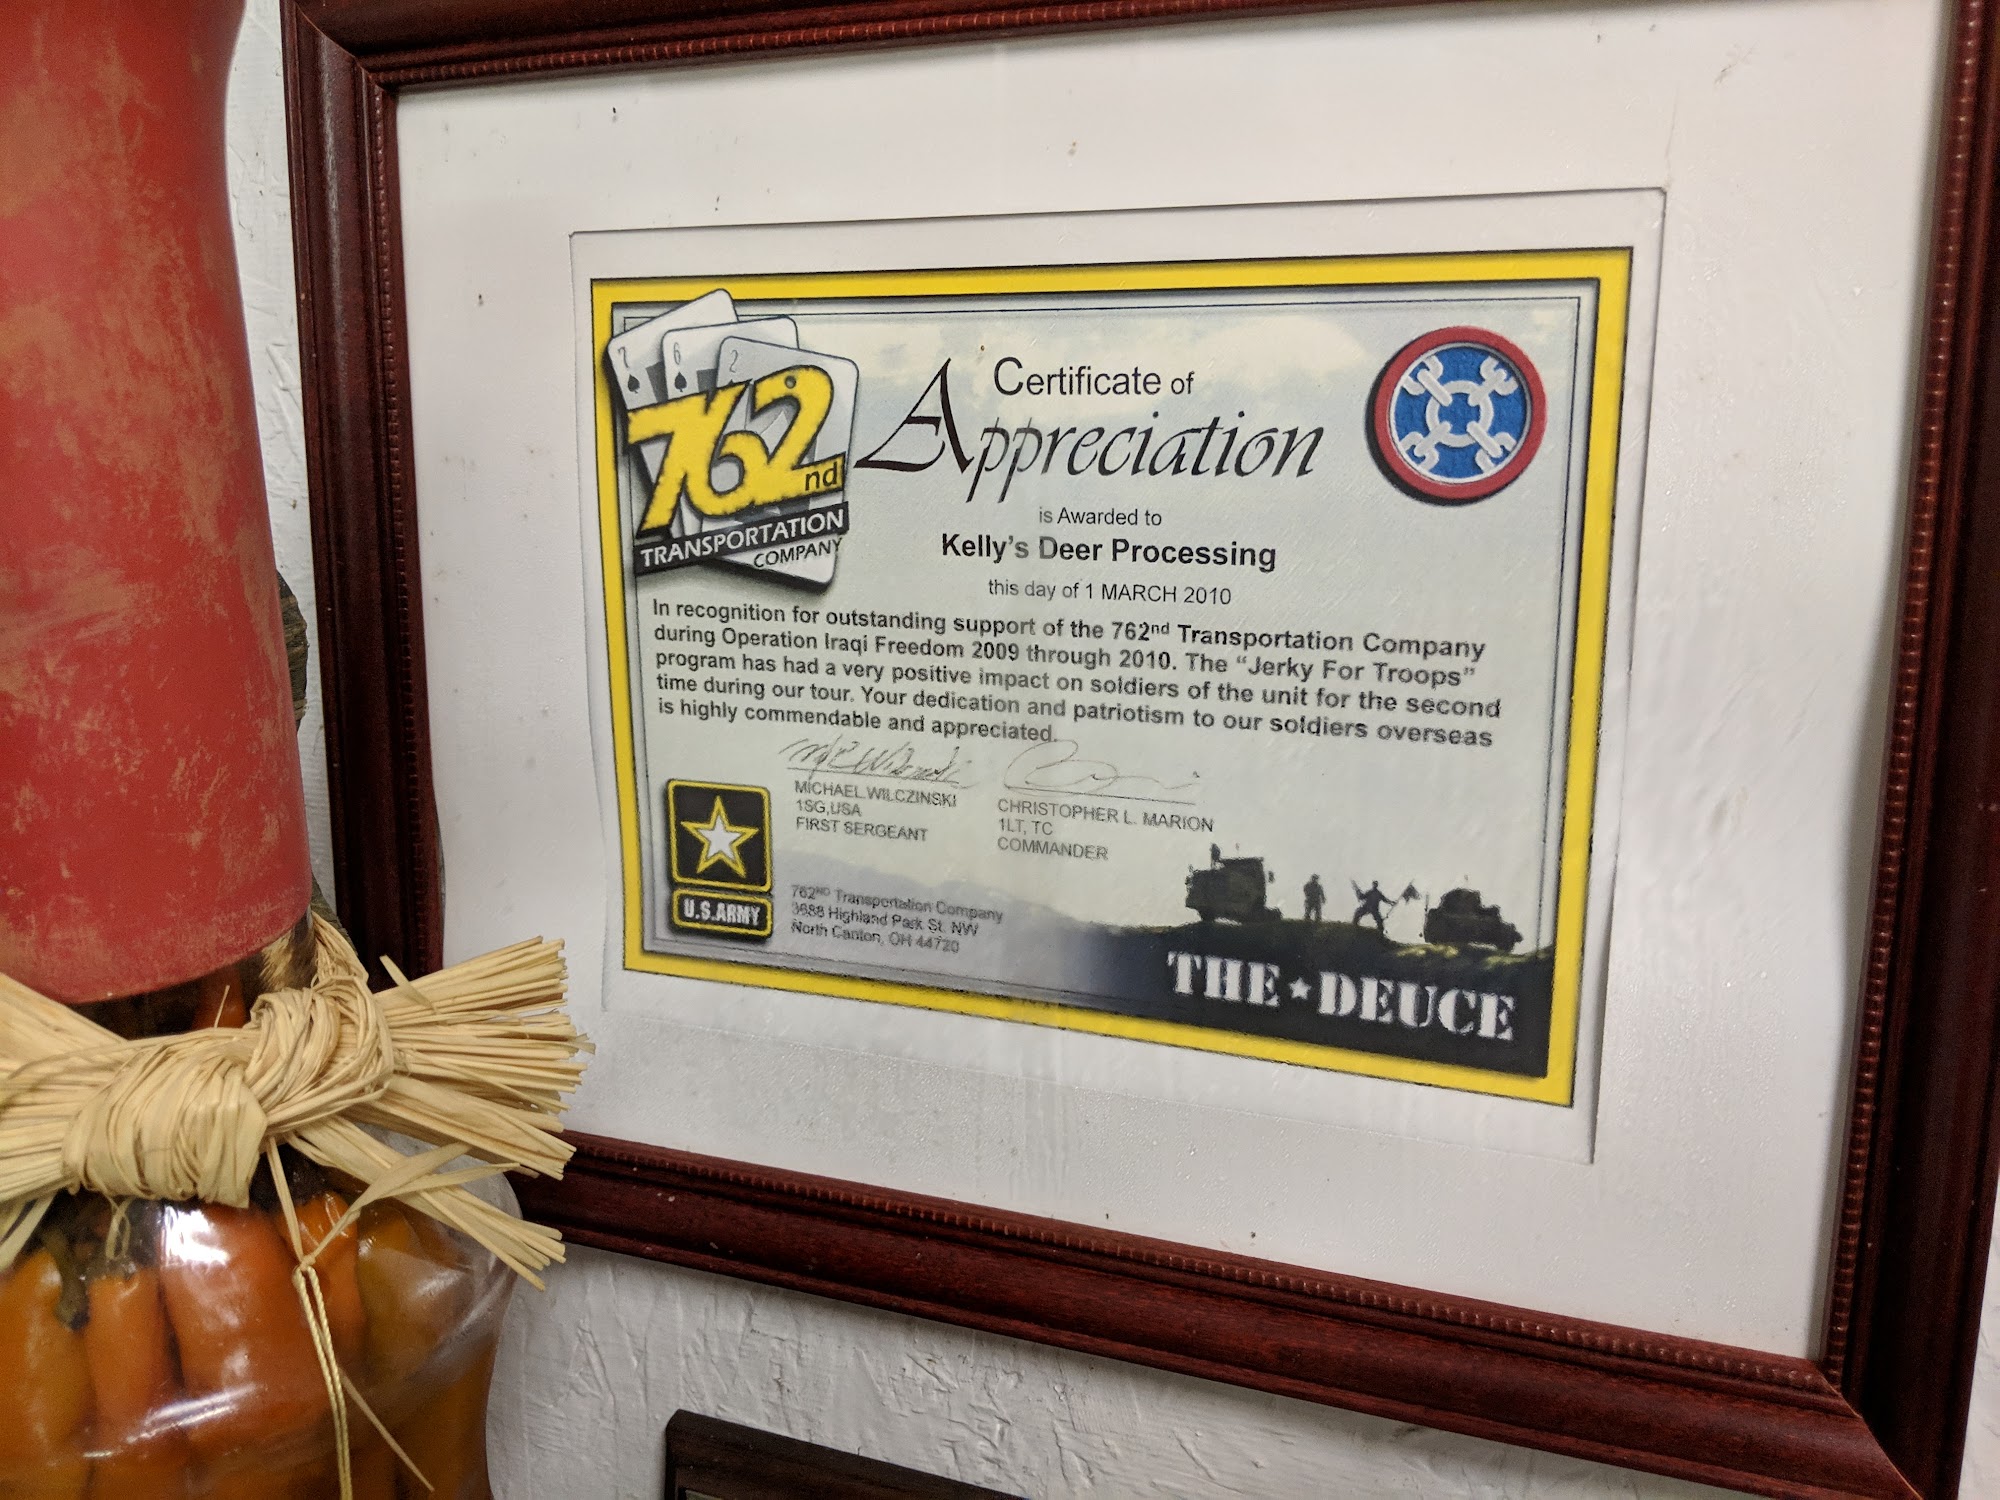 7 6 2
762nd
TRANSPORTATION
COMPANY
Certificate of
Appreciation
is Awarded to
Kelly's Deer Processing
this day of 1 MARCH 2010
In recognition for outstanding support of the 762nd Transportation Company
during Operation Iraqi Freedom 2009 through 2010. The "Jerky For Troops"
program has had a very positive impact on soldiers of the unit for the second
time during our tour. Your dedication and patriotism to our soldiers overseas
is highly commendable and appreciated.
MICHAEL WILCZINSKI
1SG,USA
FIRST SERGEANT
CHRISTOPHER L. MARION
1LT, TC
COMMANDER
U.S.ARMY
762ND Transportation Company
3688 Highland Park St. NW
North Canton, OH 44720
THE★DEUCE